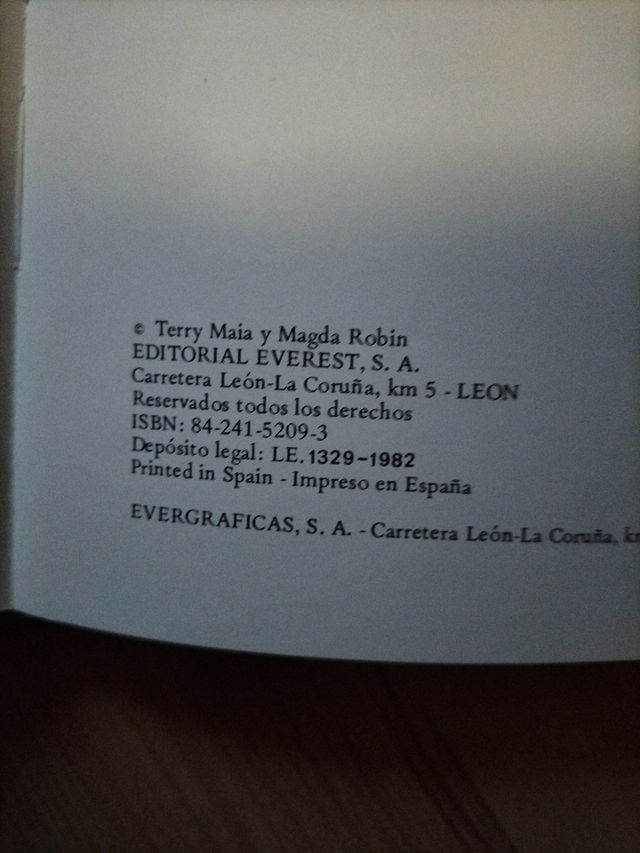 © Terry Maia y Magda Robin
EDITORIAL EVEREST, S. A.
Carretera León-La Coruña, km 5 - LEON
Reservados todos los derechos
ISBN: 84-241-5209-3
Depósito legal: LE. 1329-1982
Printed in Spain - Impreso en España
EVERGRAFICAS, S. A. - Carretera León-La Coruña,